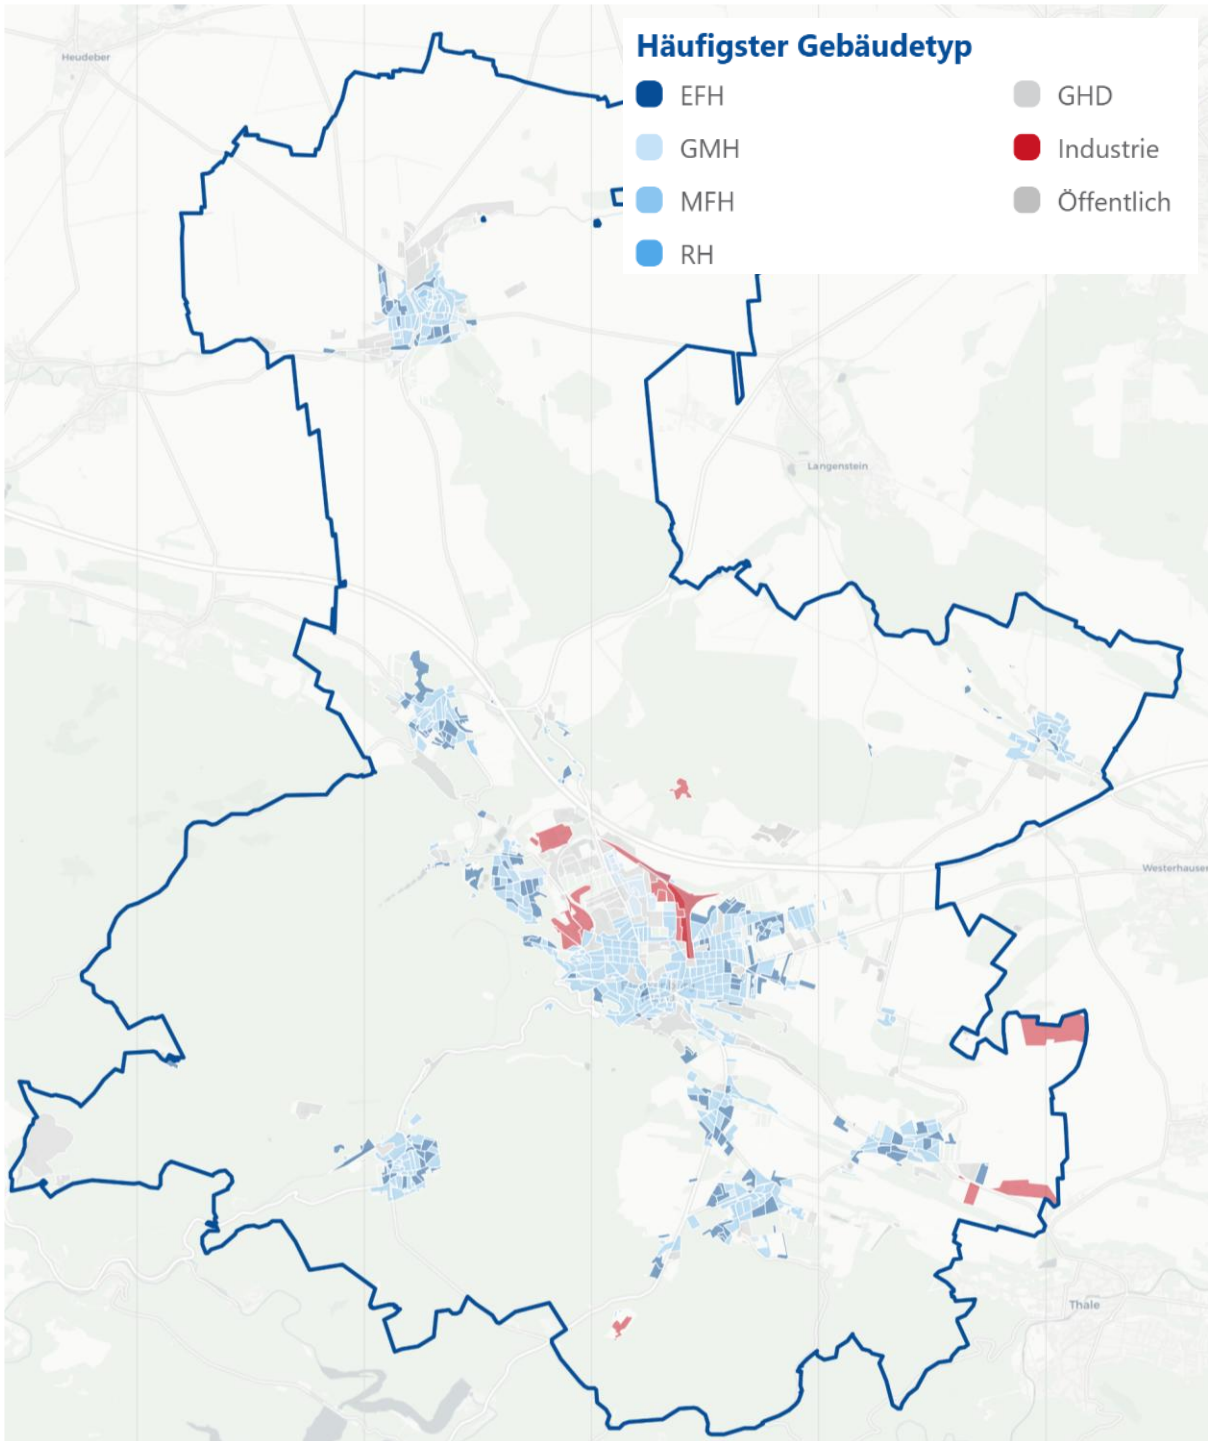 Heudeber
Häufigster Gebäudetyp
EFH
GMH
MFH
RH
GHD
Industrie
Öffentlich
Langenstein
Westerhausen
Thale